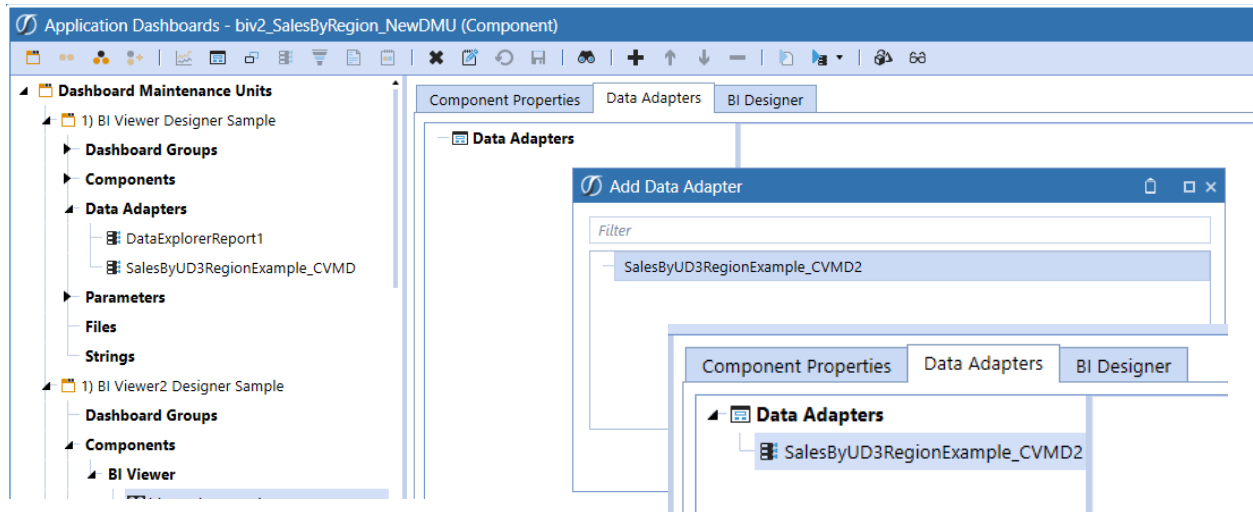 Application Dashboards - biv2_SalesByRegion_NewDMU (Component)
Dashboard Maintenance Units
1) BI Viewer Designer Sample
Dashboard Groups
Components
Data Adapters
DataExplorerReport1
SalesByUD3RegionExample_CVMD
Parameters
Files
Strings
1) BI Viewer2 Designer Sample
Dashboard Groups
Components
BI Viewer
Component Properties
Data Adapters
BI Designer
Data Adapters
Add Data Adapter
Filter
SalesByUD3RegionExample_CVMD2
Component Properties
Data Adapters
BI Designer
Data Adapters
SalesByUD3RegionExample_CVMD2